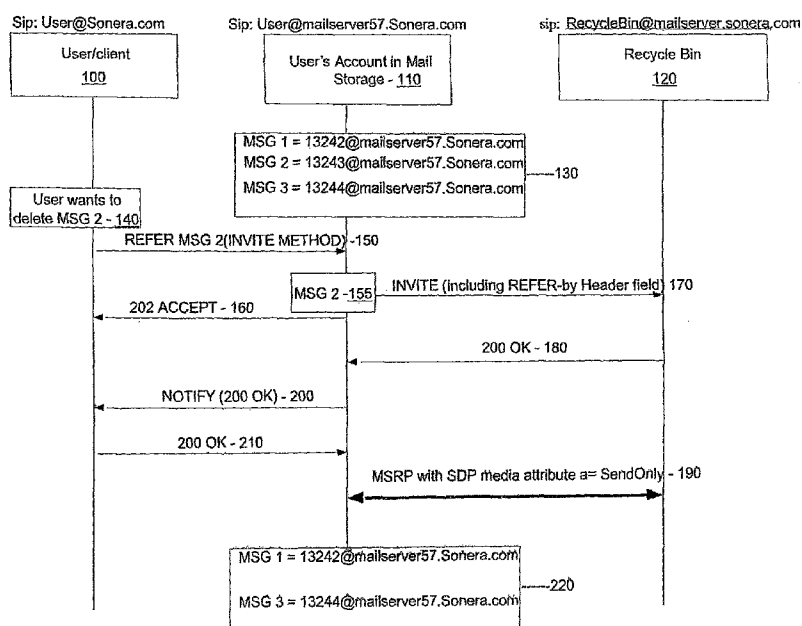 Sip: User@Sonera.com
Sip: User@mailserver57.Sonera.com
sip: RecycleBin@mailserver.sonera.com
User/client
100
User's Account in Mail
Storage - 110
Recycle Bin
120
MSG 1 = 13242@mailserver57.Sonera.com
MSG 2 = 13243@mailserver57.Sonera.com
MSG 3 = 13244@mailserver57.Sonera.com
130
User wants to
delete MSG 2 - 140
REFER MSG 2(INVITE METHOD) -150
MSG 2 -155
INVITE (including REFER-by Header field) 170
202 ACCEPT - 160
200 OK - 180
NOTIFY (200 OK) - 200
200 OK - 210
MSRP with SDP media attribute a= SendOnly - 190
MSG 1 = 13242@mailserver57.Sonera.com
220
MSG 3 = 13244@mailserver57.Sonera.com